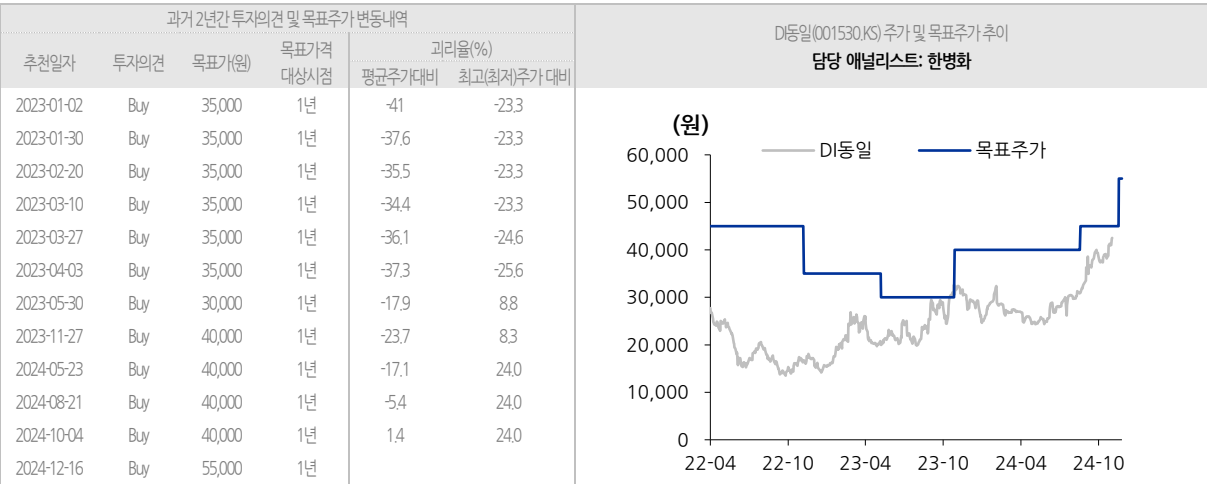 과거 2년간 투자의견 및 목표주가 변동내역
추천일자 투자의견 목표가(원) 목표가격 대상시점 괴리율(%)
평균주가대비 최고(최저)주가 대비
2023-01-02 Buy 35,000 1년 -41 -23.3
2023-01-30 Buy 35,000 1년 -37.6 -23.3
2023-02-20 Buy 35,000 1년 -35.5 -23.3
2023-03-10 Buy 35,000 1년 -34.4 -23.3
2023-03-27 Buy 35,000 1년 -36.1 -24.6
2023-04-03 Buy 35,000 1년 -37.3 -25.6
2023-05-30 Buy 30,000 1년 -17.9 8.8
2023-11-27 Buy 40,000 1년 -23.7 8.3
2024-05-23 Buy 40,000 1년 -17.1 24.0
2024-08-21 Buy 40,000 1년 -5.4 24.0
2024-10-04 Buy 40,000 1년 1.4 24.0
2024-12-16 Buy 55,000 1년
DI동일(001530.KS) 주가 및 목표주가 추이
담당 애널리스트: 한병화
(원)
DI동일 목표주가
60,000
50,000
40,000
30,000
20,000
10,000
0
22-04 22-10 23-04 23-10 24-04 24-10